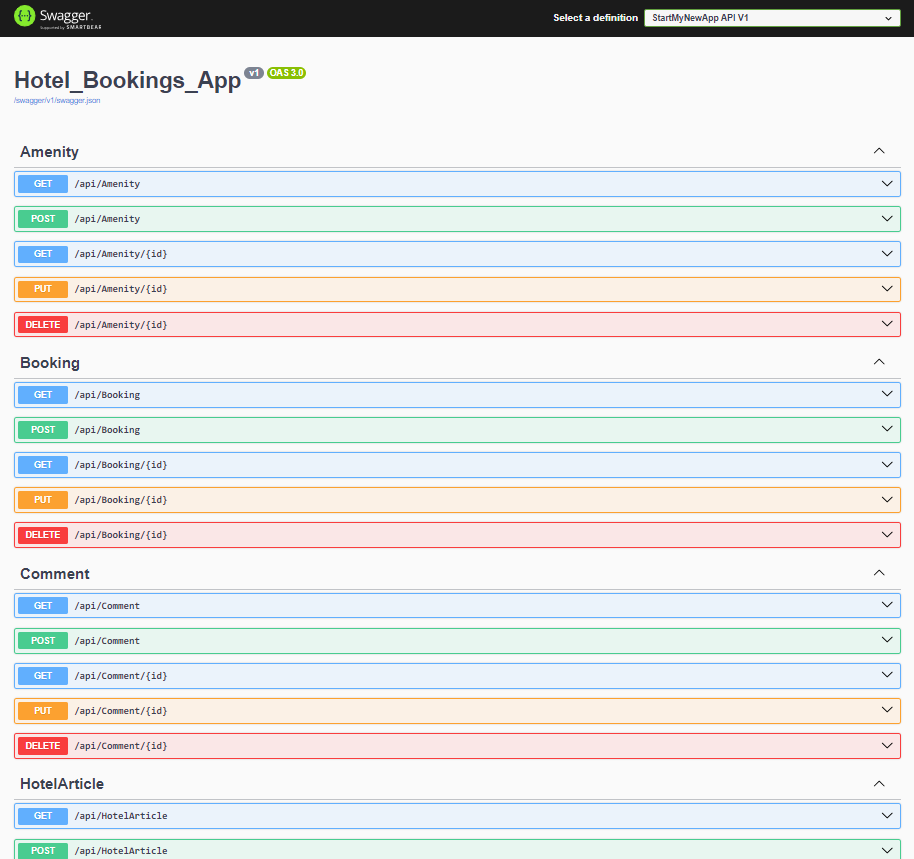 Swagger.
Supported by SMARTBEAR
Select a definition
StartMyNewApp API V1
Hotel_Bookings_App v1 OAS 3.0
/swagger/v1/swagger.json
Amenity
GET /api/Amenity
POST /api/Amenity
GET /api/Amenity/{id}
PUT /api/Amenity/{id}
DELETE /api/Amenity/{id}
Booking
GET /api/Booking
POST /api/Booking
GET /api/Booking/{id}
PUT /api/Booking/{id}
DELETE /api/Booking/{id}
Comment
GET /api/Comment
POST /api/Comment
GET /api/Comment/{id}
PUT /api/Comment/{id}
DELETE /api/Comment/{id}
HotelArticle
GET /api/HotelArticle
POST /api/HotelArticle